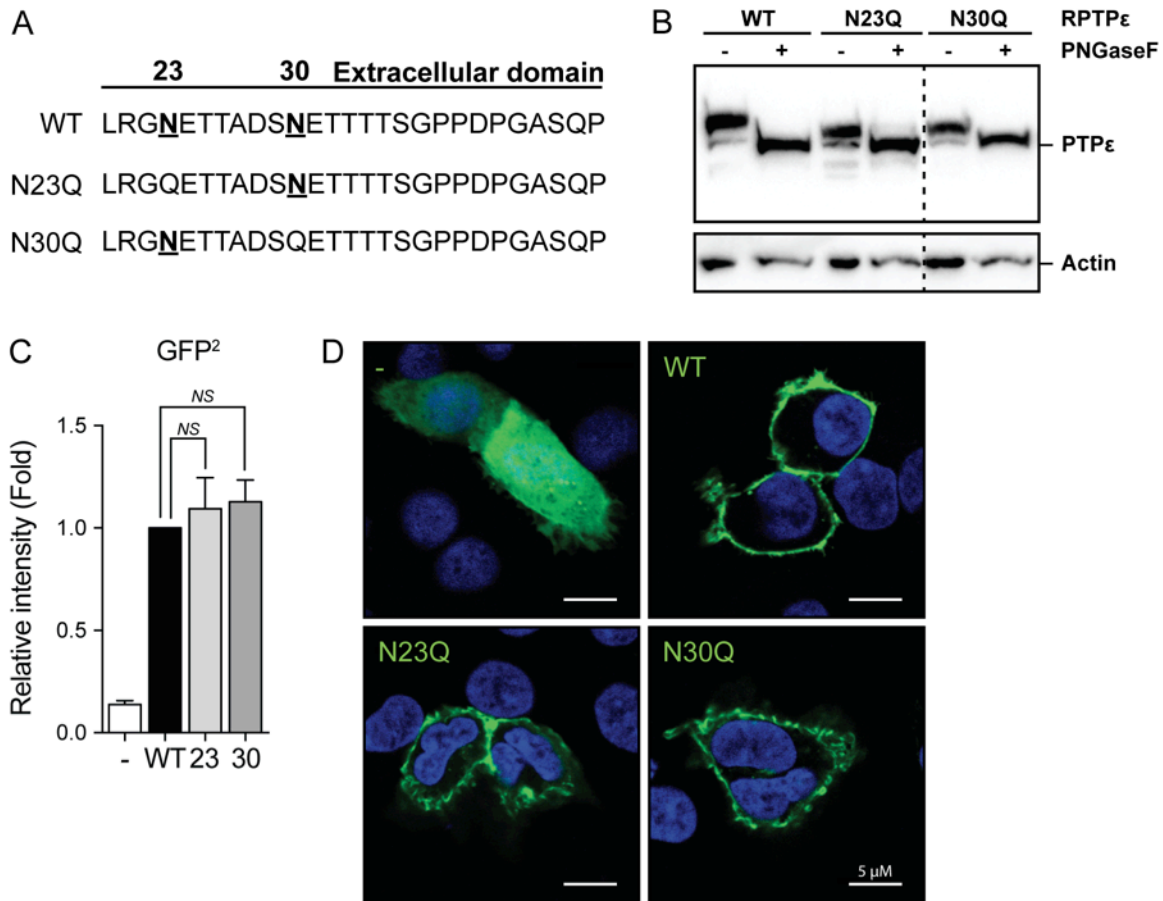 A
23 30 Extracellular domain
WT LRGNETTADSNETTTTSGPPDPGASQP
N23Q LRGQETTADSNETTTTSGPPDPGASQP
N30Q LRGNETTADSQETTTTSGPPDPGASQP
B
WT N23Q N30Q RPTPε
- + - + - + PNGaseF
PTPε
Actin
C
GFP²
NS
NS
Relative intensity (Fold)
1.5
1.0
0.5
0.0
- WT 23 30
D
-
WT
N23Q
N30Q
5 µM